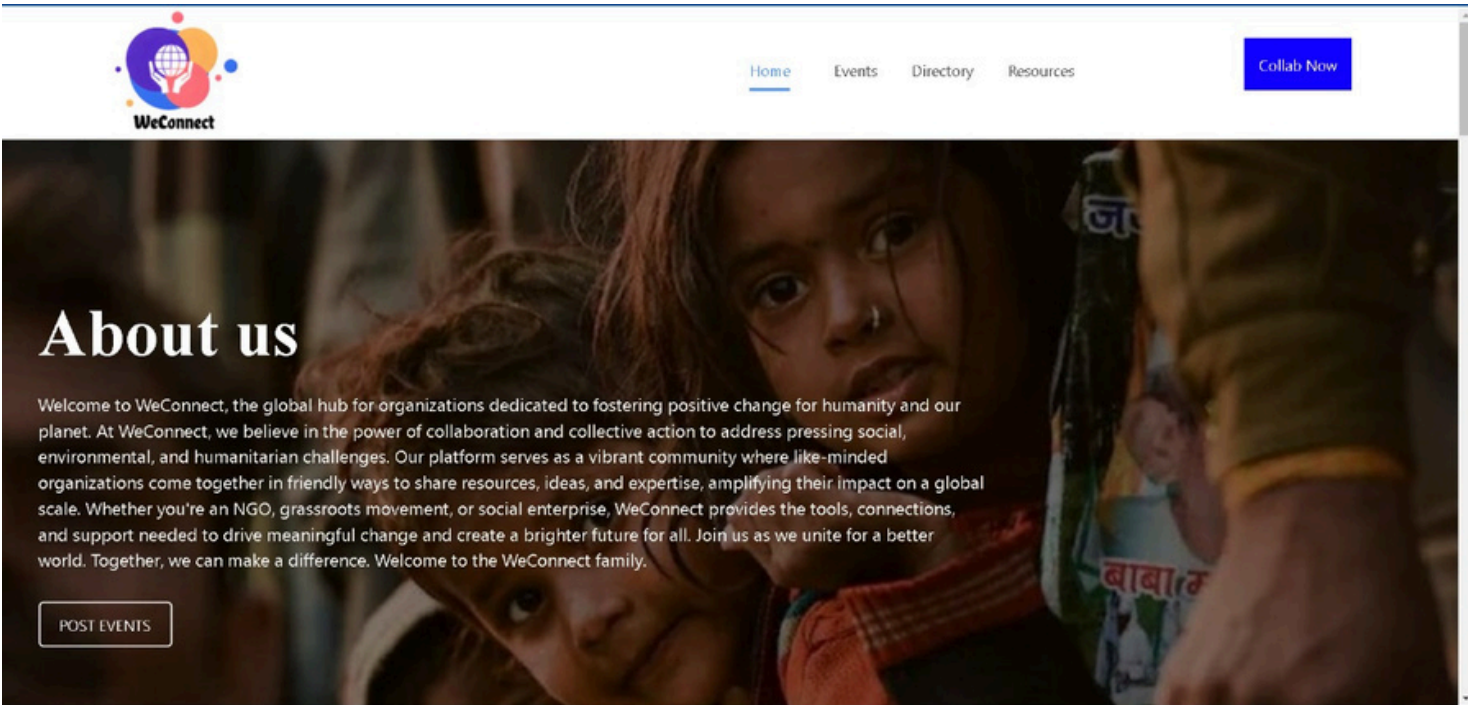 WeConnect
Home
Events
Directory
Resources
Collab Now
About us
Welcome to WeConnect, the global hub for organizations dedicated to fostering positive change for humanity and our
planet. At WeConnect, we believe in the power of collaboration and collective action to address pressing social,
environmental, and humanitarian challenges. Our platform serves as a vibrant community where like-minded
organizations come together in friendly ways to share resources, ideas, and expertise, amplifying their impact on a global
scale. Whether you're an NGO, grassroots movement, or social enterprise, WeConnect provides the tools, connections,
and support needed to drive meaningful change and create a brighter future for all. Join us as we unite for a better
world. Together, we can make a difference. Welcome to the WeConnect family.
POST EVENTS
बाबा